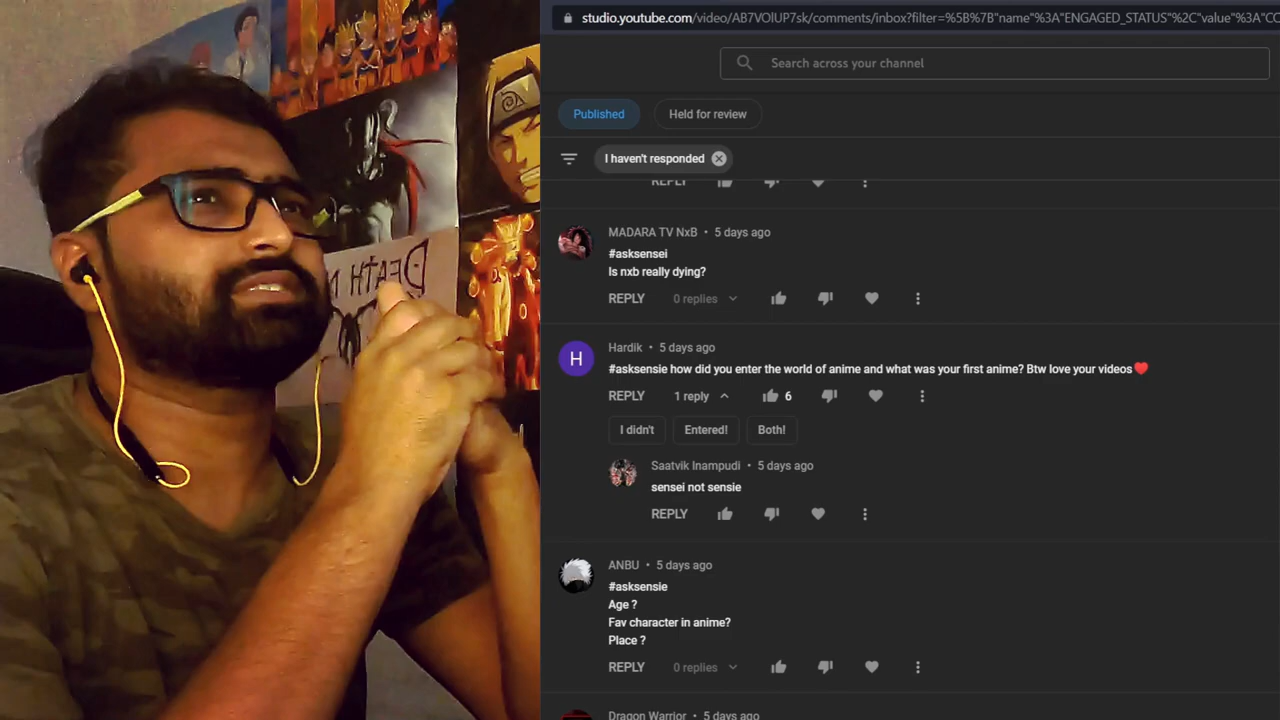 studio.youtube.com/video/AB7VOlUP7sk/comments/inbox?filter=%5B%7B"name"%3A"ENGAGED_STATUS"%2C"value"%3A"CO
Search across your channel
Published
Held for review
I haven't responded
REPLY
MADARA TV NxB • 5 days ago
#asksensei
Is nxb really dying?
REPLY 0 replies
H
Hardik • 5 days ago
#asksensie how did you enter the world of anime and what was your first anime? Btw love your videos♥️
REPLY 1 reply 6
I didn't Entered! Both!
Saatvik Inampudi • 5 days ago
sensei not sensie
REPLY
ANBU • 5 days ago
#asksensie
Age ?
Fav character in anime?
Place ?
REPLY 0 replies
Dragon Warrior • 5 days ago
DEATH